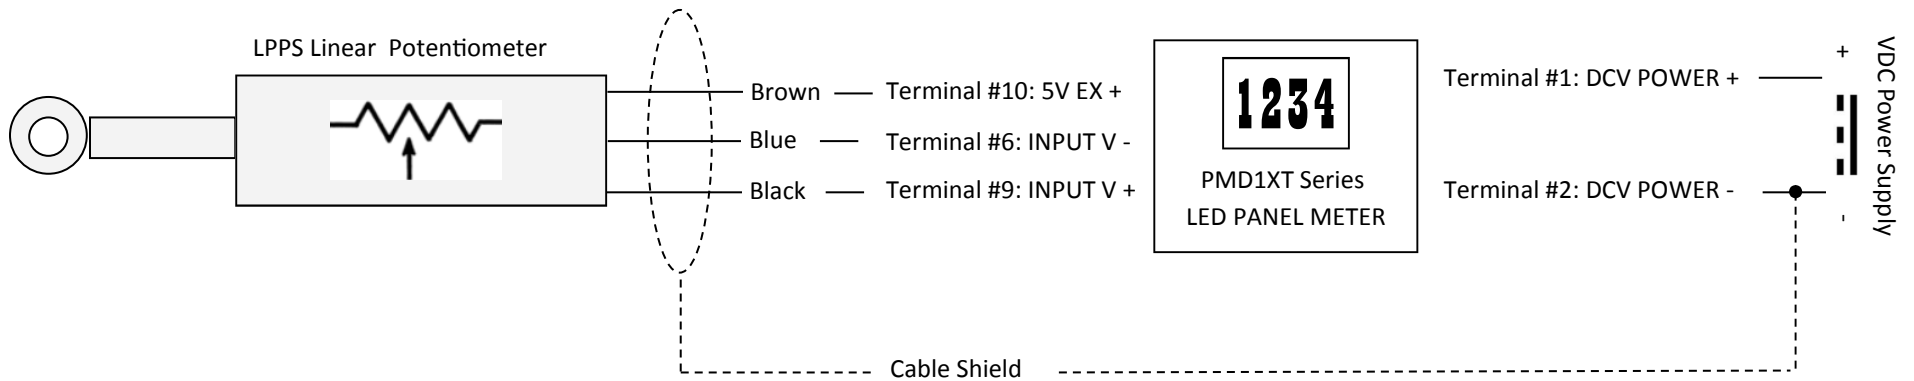 LPPS Linear  Potentiometer
Brown
Terminal #10: 5V EX +
Blue
Terminal #6: INPUT V -
Black
Terminal #9: INPUT V +
1234
PMD1XT Series
LED PANEL METER
Terminal #1: DCV POWER +
Terminal #2: DCV POWER -
+
-
VDC Power Supply
Cable Shield